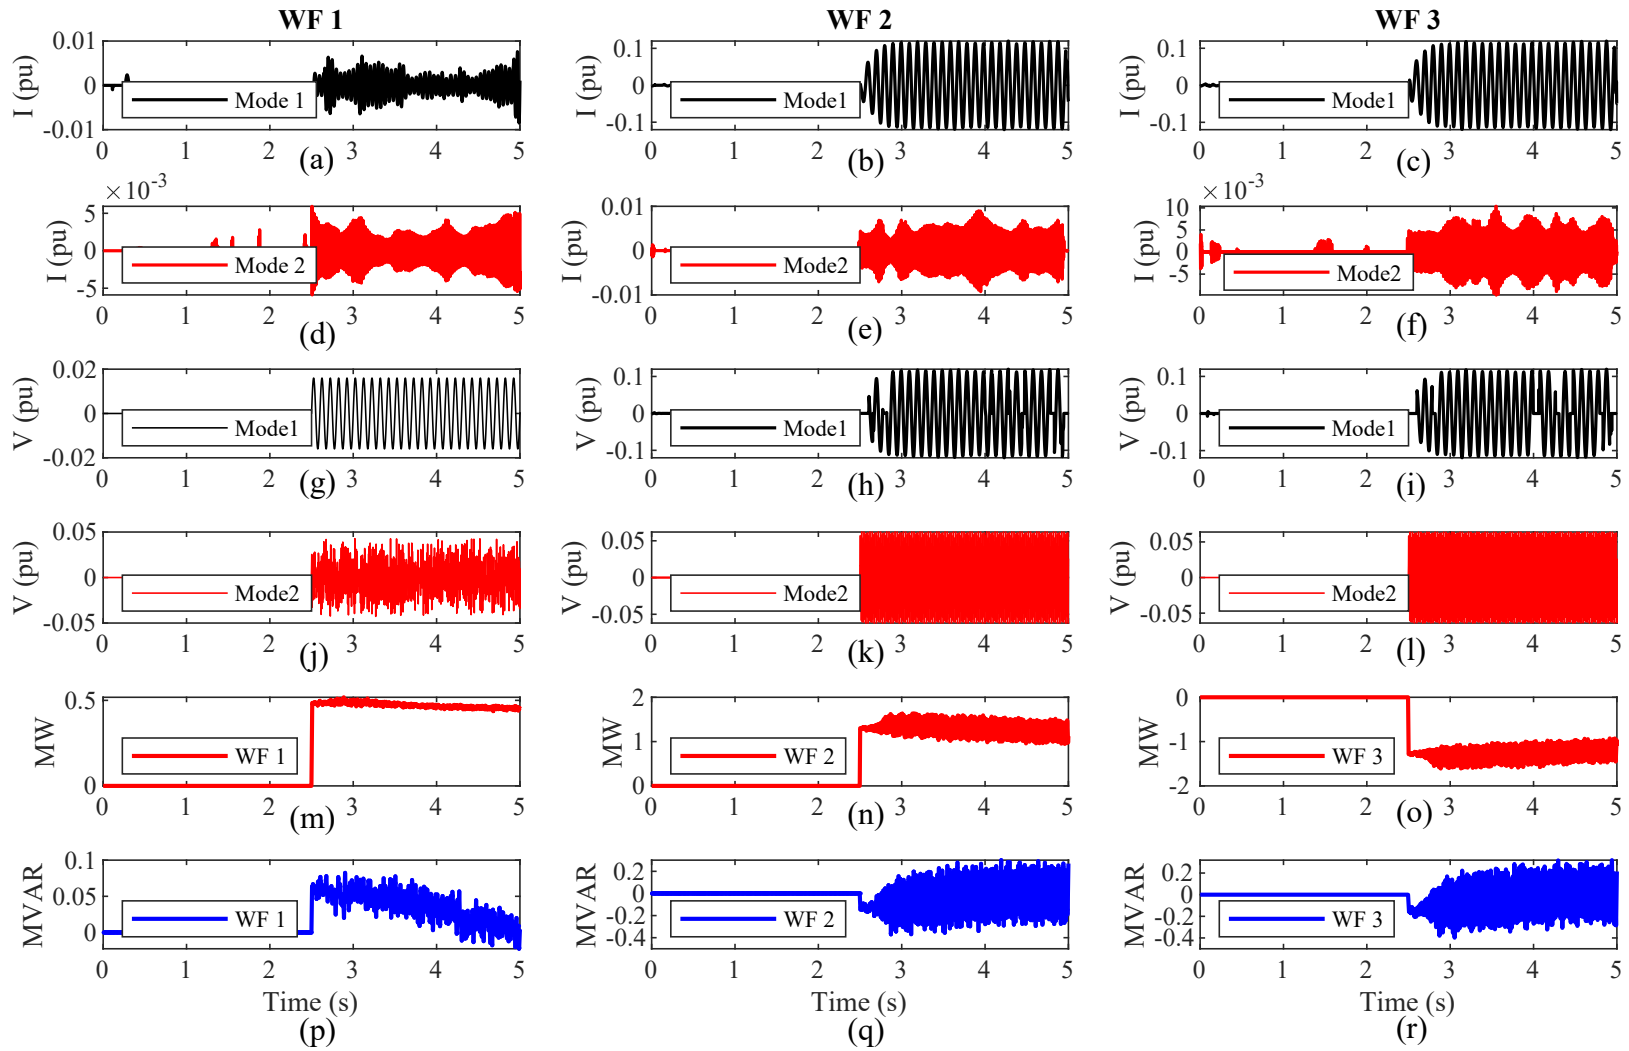 WF 1 WF 2 WF 3
I (pu) 0.01 0 -0.01 Mode 1 0 1 2 3 4 5 (a)
I (pu) 0.1 0 -0.1 Mode1 0 1 2 3 4 5 (b)
I (pu) 0.1 0 -0.1 Mode1 0 1 2 3 4 5 (c)
×10-3 I (pu) 5 0 -5 Mode 2 0 1 2 3 4 5 (d)
I (pu) 0.01 0 -0.01 Mode2 0 1 2 3 4 5 (e)
×10-3 I (pu) 10 5 0 -5 Mode2 0 1 2 3 4 5 (f)
V (pu) 0.02 0 -0.02 Mode1 0 1 2 3 4 5 (g)
V (pu) 0.1 0 -0.1 Mode1 0 1 2 3 4 5 (h)
V (pu) 0.1 0 -0.1 Mode1 0 1 2 3 4 5 (i)
V (pu) 0.05 0 -0.05 Mode2 0 1 2 3 4 5 (j)
V (pu) 0.05 0 -0.05 Mode2 0 1 2 3 4 5 (k)
V (pu) 0.05 0 -0.05 Mode2 0 1 2 3 4 5 (l)
MW 0.5 0 WF 1 0 1 2 3 4 5 (m)
MW 2 1 0 WF 2 0 1 2 3 4 5 (n)
MW 0 -1 -2 WF 3 0 1 2 3 4 5 (o)
MVAR 0.1 0.05 0 WF 1 0 1 2 3 4 5 Time (s) (p)
MVAR 0.2 0 -0.2 -0.4 WF 2 0 1 2 3 4 5 Time (s) (q)
MVAR 0.2 0 -0.2 -0.4 WF 3 0 1 2 3 4 5 Time (s) (r)